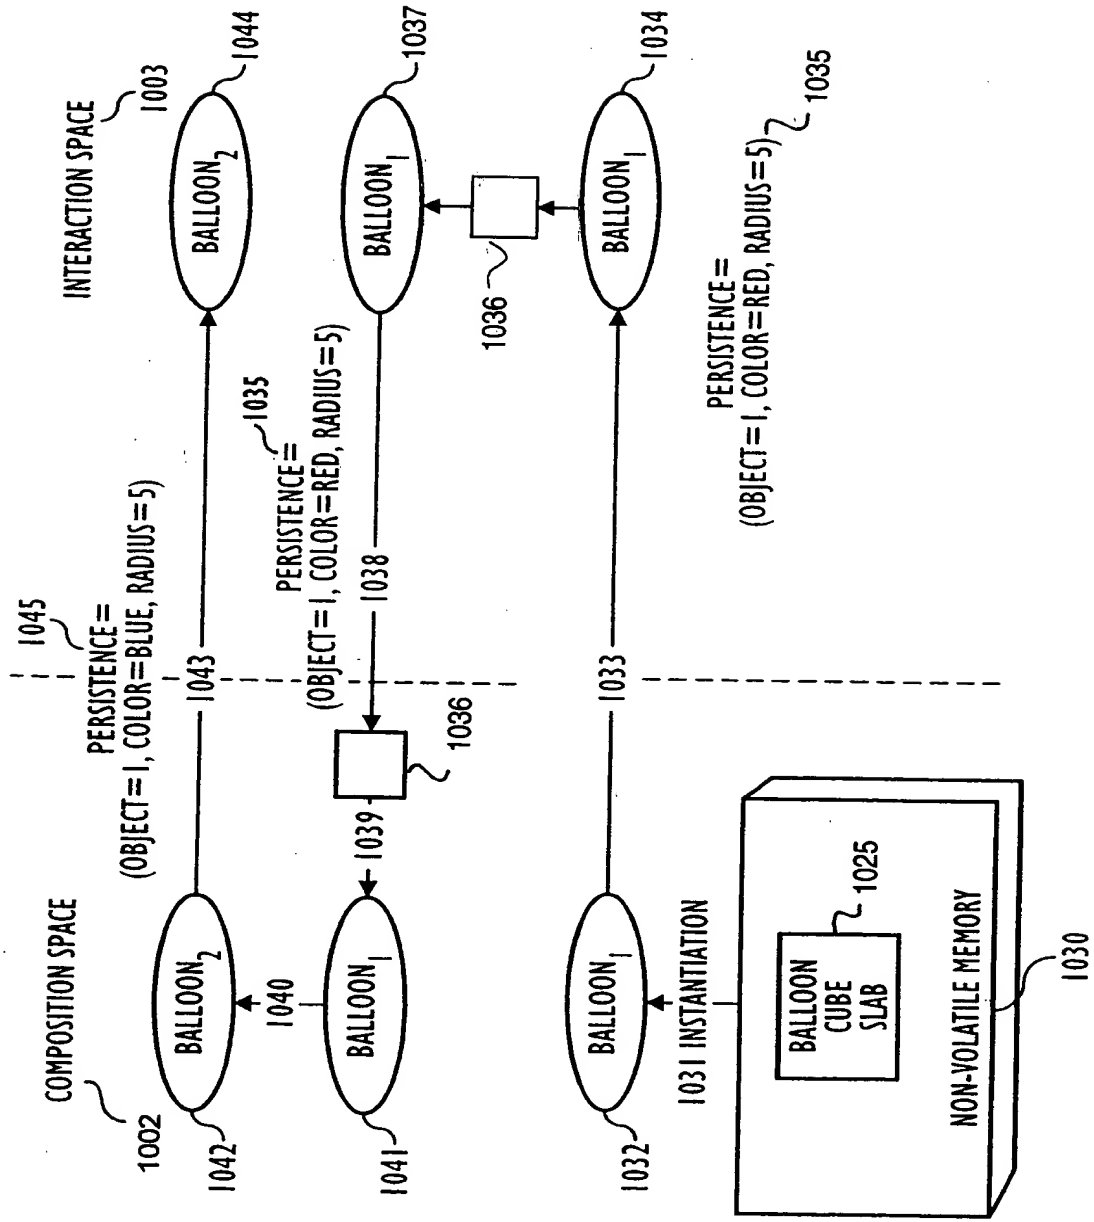 COMPOSITION SPACE
1002
INTERACTION SPACE
1003
1045
PERSISTENCE=
(OBJECT=1, COLOR=BLUE, RADIUS=5)
BALLOON2
1042
1043
BALLOON2
1044
1040
1035
PERSISTENCE=
(OBJECT=1, COLOR=RED, RADIUS=5)
BALLOON1
1041
1039
1036
1038
BALLOON1
1037
1036
BALLOON1
1032
1033
BALLOON1
1034
1031 INSTANTIATION
PERSISTENCE=
(OBJECT=1, COLOR=RED, RADIUS=5)
1035
BALLOON
CUBE
SLAB
1025
NON-VOLATILE MEMORY
1030